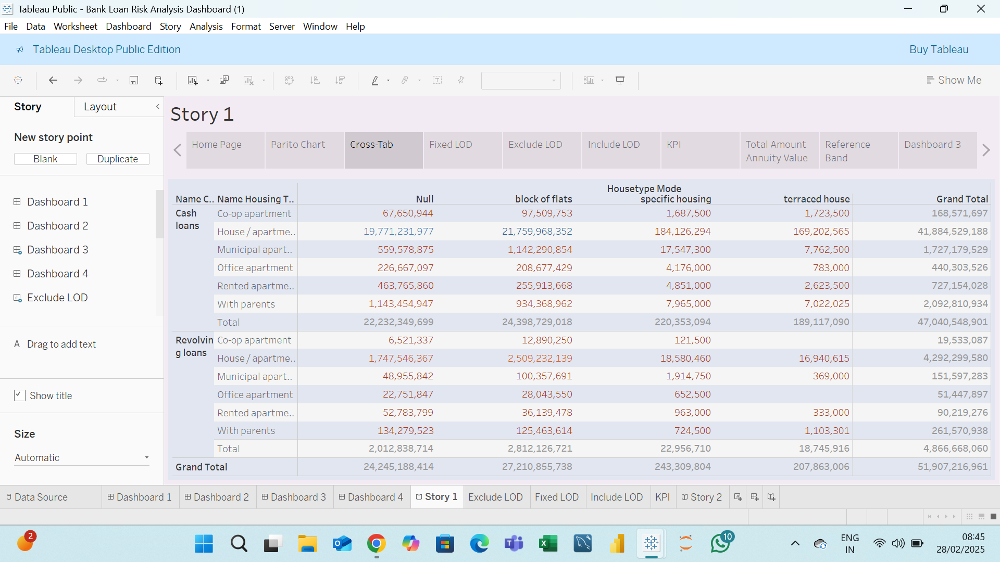 Tableau Public - Bank Loan Risk Analysis Dashboard (1)
File Data Worksheet Dashboard Story Analysis Format Server Window Help
Tableau Desktop Public Edition Buy Tableau
Show Me
Story Layout
New story point
Blank Duplicate
Dashboard 1
Dashboard 2
Dashboard 3
Dashboard 4
Exclude LOD
A Drag to add text
Show title
Size
Automatic
Story 1
Home Page Parito Chart Cross-Tab Fixed LOD Exclude LOD Include LOD KPI Total Amount Annuity Value Reference Band Dashboard 3
Housetype Mode
Name C.. Name Housing T.. Null block of flats specific housing terraced house Grand Total
Cash loans Co-op apartment 67,650,944 97,509,753 1,687,500 1,723,500 168,571,697
House / apartme.. 19,771,231,977 21,759,968,352 184,126,294 169,202,565 41,884,529,188
Municipal apart.. 559,578,875 1,142,290,854 17,547,300 7,762,500 1,727,179,529
Office apartment 226,667,097 208,677,429 4,176,000 783,000 440,303,526
Rented apartme.. 463,765,860 255,913,668 4,851,000 2,623,500 727,154,028
With parents 1,143,454,947 934,368,962 7,965,000 7,022,025 2,092,810,934
Total 22,232,349,699 24,398,729,018 220,353,094 189,117,090 47,040,548,901
Revolving loans Co-op apartment 6,521,337 12,890,250 121,500 19,533,087
House / apartme.. 1,747,546,367 2,509,232,139 18,580,460 16,940,615 4,292,299,580
Municipal apart.. 48,955,842 100,357,691 1,914,750 369,000 151,597,283
Office apartment 22,751,847 28,043,550 652,500 51,447,897
Rented apartme.. 52,783,799 36,139,478 963,000 333,000 90,219,276
With parents 134,279,523 125,463,614 724,500 1,103,301 261,570,938
Total 2,012,838,714 2,812,126,721 22,956,710 18,745,916 4,866,668,060
Grand Total 24,245,188,414 27,210,855,738 243,309,804 207,863,006 51,907,216,961
Data Source Dashboard 1 Dashboard 2 Dashboard 3 Dashboard 4 Story 1 Exclude LOD Fixed LOD Include LOD KPI Story 2
2
10
ENG
IN
08:45
28/02/2025